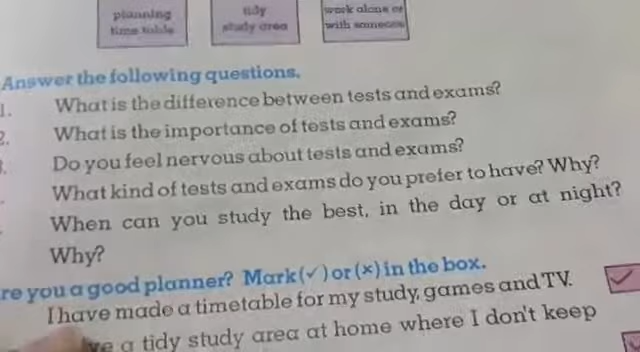 planning
time table
tidy
study area
work alone or
with someone
Answer the following questions.
1. What is the difference between tests and exams?
2. What is the importance of tests and exams?
Do you feel nervous about tests and exams?
What kind of tests and exams do you prefer to have? Why?
When can you study the best, in the day or at night?
Why?
re you a good planner? Mark (✓) or (×) in the box.
I have made a timetable for my study, games and TV.
ve a tidy study area at home where I don't keep